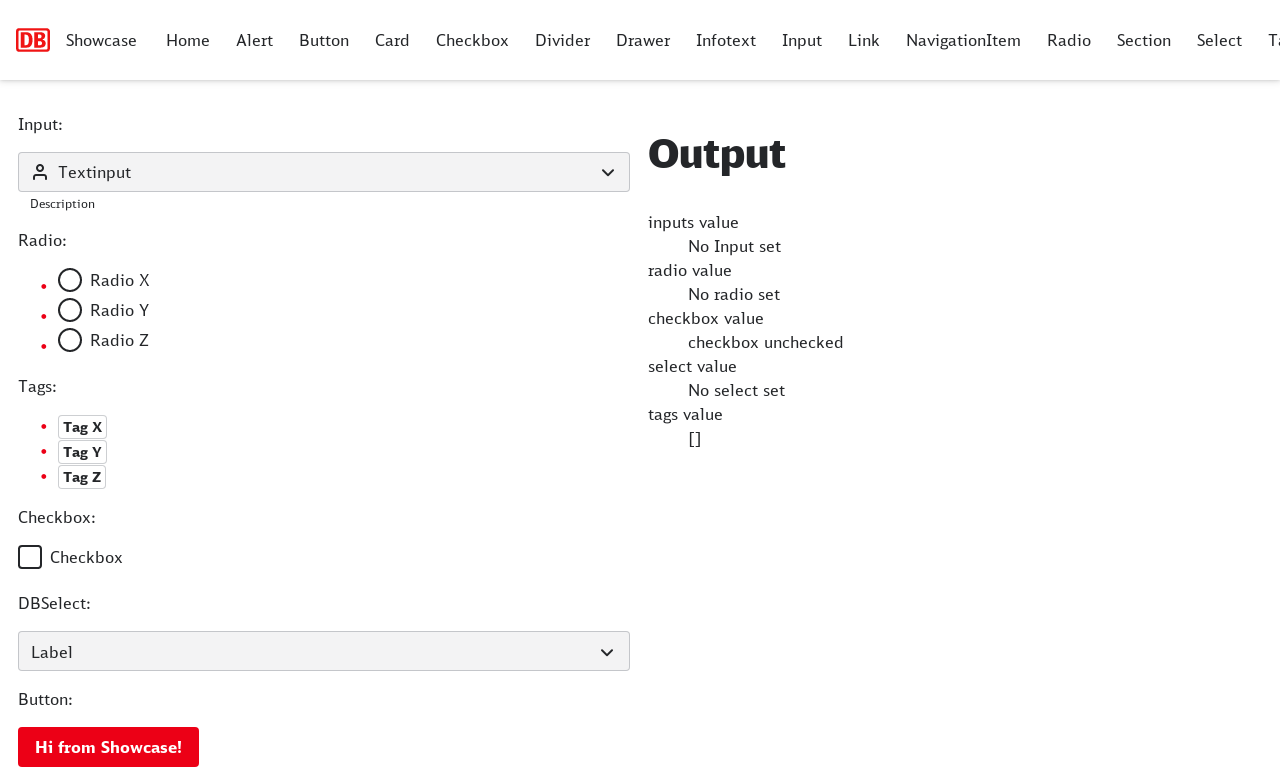 DB Showcase Home Alert Button Card Checkbox Divider Drawer Infotext Input Link NavigationItem Radio Section Select
Input:
Textinput
Description
Radio:
Radio X
Radio Y
Radio Z
Tags:
Tag X
Tag Y
Tag Z
Checkbox:
Checkbox
DBSelect:
Label
Button:
Hi from Showcase!
Output
inputs value
No Input set
radio value
No radio set
checkbox value
checkbox unchecked
select value
No select set
tags value
[]